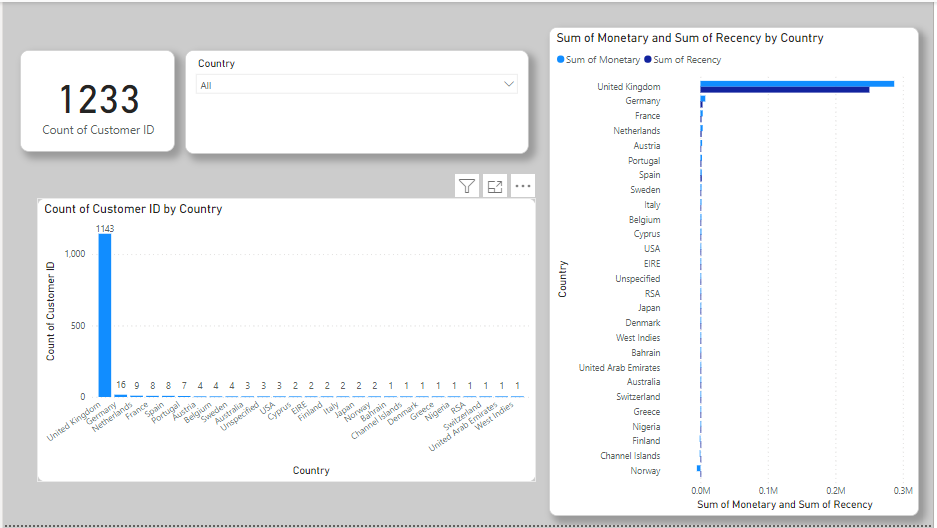 1233
Count of Customer ID
Country
All
Count of Customer ID by Country
Count of Customer ID
1,000
500
0
1143
16
9
8
8
7
4
4
4
3
3
3
2
2
2
2
2
2
1
1
1
1
1
1
1
1
1
United Kingdom
Germany
Netherlands
France
Spain
Portugal
Austria
Belgium
Sweden
Australia
Unspecified
USA
Cyprus
EIRE
Finland
Italy
Japan
Norway
Bahrain
Channel Islands
Denmark
Greece
Nigeria
RSA
Switzerland
United Arab Emirates
West Indies
Country
Sum of Monetary and Sum of Recency by Country
Sum of Monetary Sum of Recency
Country
United Kingdom
Germany
France
Netherlands
Austria
Portugal
Spain
Sweden
Italy
Belgium
Cyprus
USA
EIRE
Unspecified
RSA
Japan
Denmark
West Indies
Bahrain
United Arab Emirates
Australia
Switzerland
Greece
Nigeria
Finland
Channel Islands
Norway
0.0M 0.1M 0.2M 0.3M
Sum of Monetary and Sum of Recency